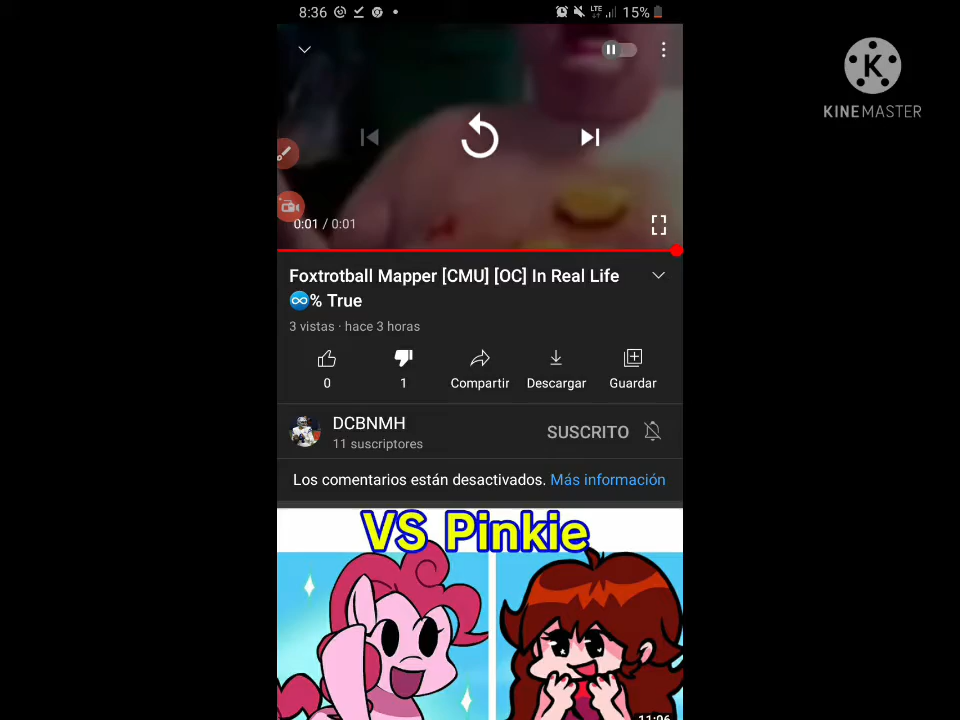 8:36
LTE
15%
K
KINEMASTER
0:01 / 0:01
Foxtrotball Mapper [CMU] [OC] In Real Life
♾️% True
3 vistas · hace 3 horas
0
1
Compartir
Descargar
Guardar
DCBNMH
11 suscriptores
SUSCRITO
Los comentarios están desactivados. Más información
VS Pinkie
11:06